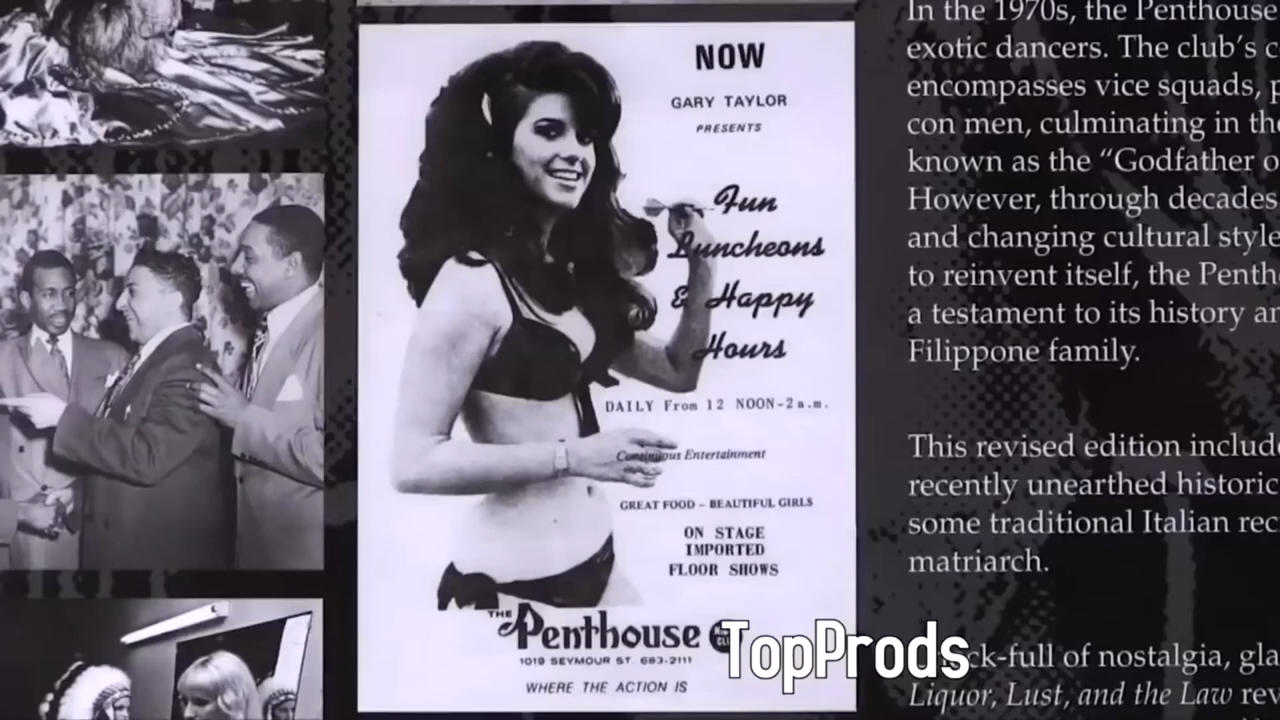 NOW
GARY TAYLOR
PRESENTS
Fun
Luncheons
& Happy
Hours
DAILY From 12 NOON-2a.m.
Continuous Entertainment
GREAT FOOD - BEAUTIFUL GIRLS
ON STAGE
IMPORTED
FLOOR SHOWS
THE
Penthouse
1019 SEYMOUR ST. 683-2111
WHERE THE ACTION IS
In the 1970s, the Penthouse
exotic dancers. The club's c
encompasses vice squads, p
con men, culminating in the
known as the “Godfather o
However, through decades
and changing cultural style
to reinvent itself, the Penth
a testament to its history an
Filippone family.
This revised edition include
recently unearthed historic
some traditional Italian rec
matriarch.
ck-full of nostalgia, gla
Liquor, Lust, and the Law rev
TopProds